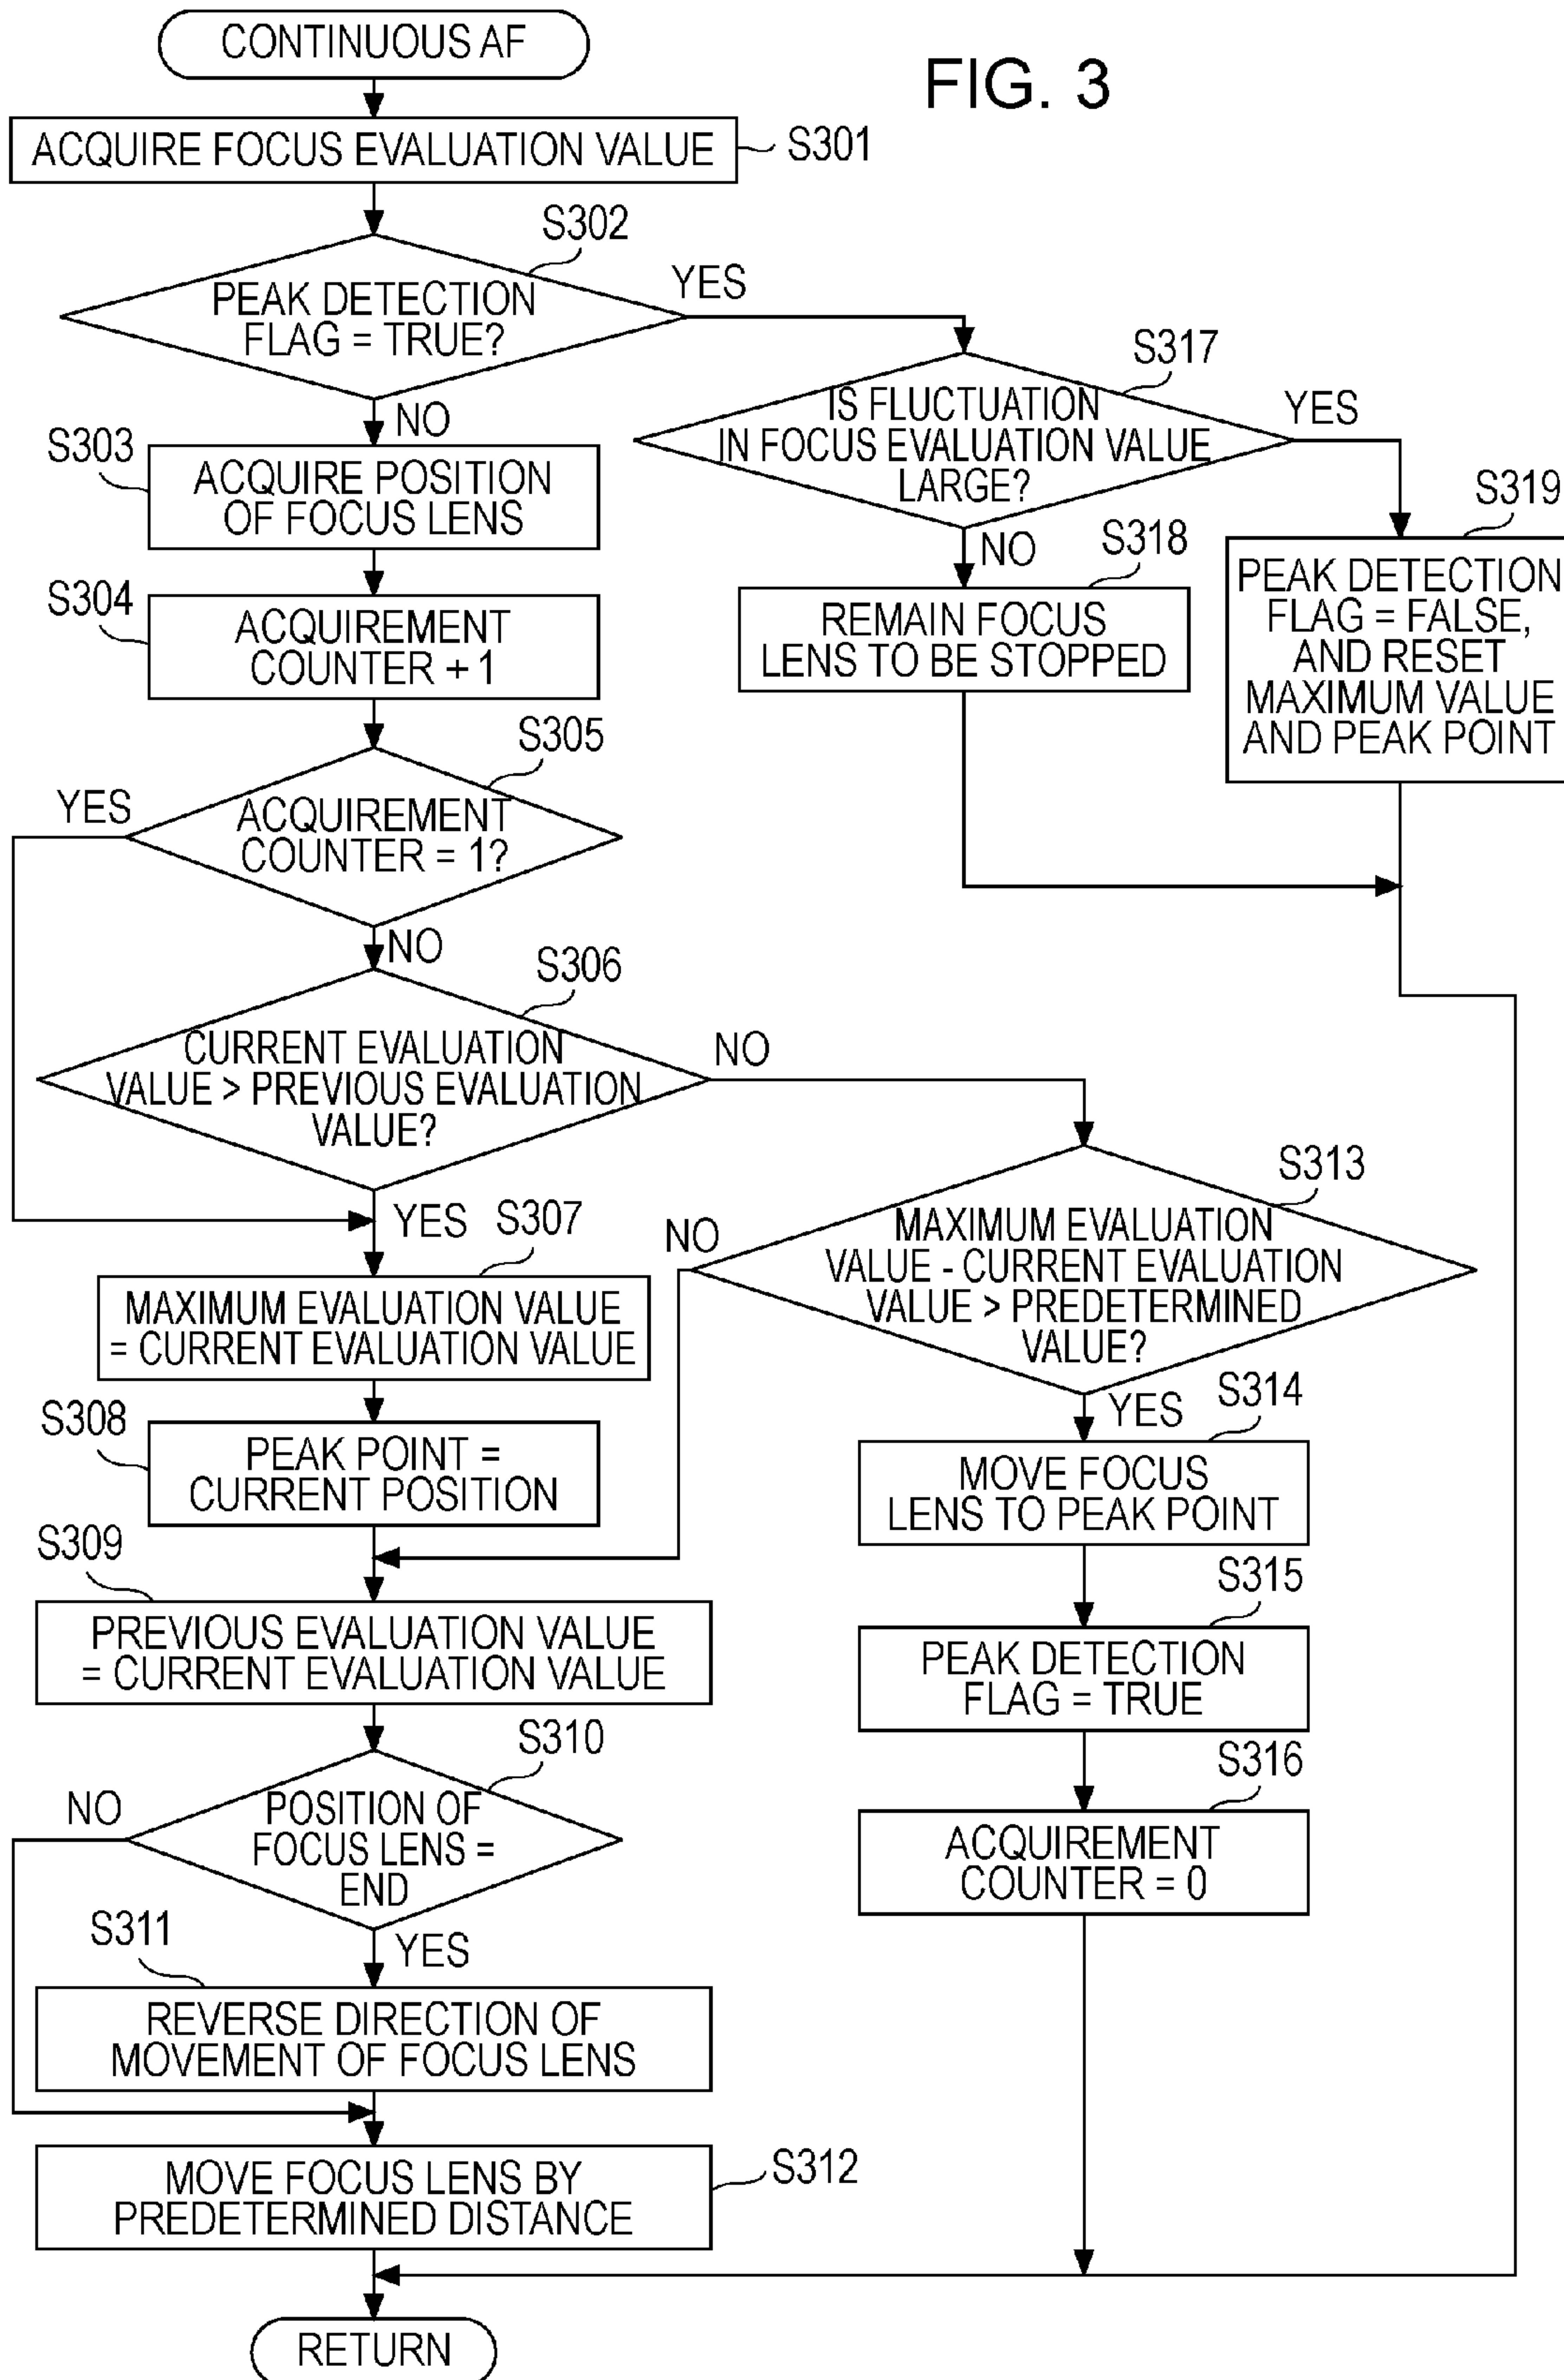 CONTINUOUS AF
FIG. 3
ACQUIRE FOCUS EVALUATION VALUE
S301
S302
PEAK DETECTION
FLAG = TRUE?
YES
NO
S303
ACQUIRE POSITION
OF FOCUS LENS
S304
ACQUIREMENT
COUNTER + 1
S305
YES
ACQUIREMENT
COUNTER = 1?
NO
S306
CURRENT EVALUATION
VALUE > PREVIOUS EVALUATION
VALUE?
NO
YES
S307
MAXIMUM EVALUATION VALUE
= CURRENT EVALUATION VALUE
S308
PEAK POINT =
CURRENT POSITION
S309
PREVIOUS EVALUATION VALUE
= CURRENT EVALUATION VALUE
S310
NO
POSITION OF
FOCUS LENS =
END
YES
S311
REVERSE DIRECTION OF
MOVEMENT OF FOCUS LENS
MOVE FOCUS LENS BY
PREDETERMINED DISTANCE
S312
RETURN
S313
NO
MAXIMUM EVALUATION
VALUE - CURRENT EVALUATION
VALUE > PREDETERMINED
VALUE?
YES
S314
MOVE FOCUS
LENS TO PEAK POINT
S315
PEAK DETECTION
FLAG = TRUE
S316
ACQUIREMENT
COUNTER = 0
S317
IS FLUCTUATION
IN FOCUS EVALUATION VALUE
LARGE?
YES
NO
S318
REMAIN FOCUS
LENS TO BE STOPPED
S319
PEAK DETECTION
FLAG = FALSE,
AND RESET
MAXIMUM VALUE
AND PEAK POINT